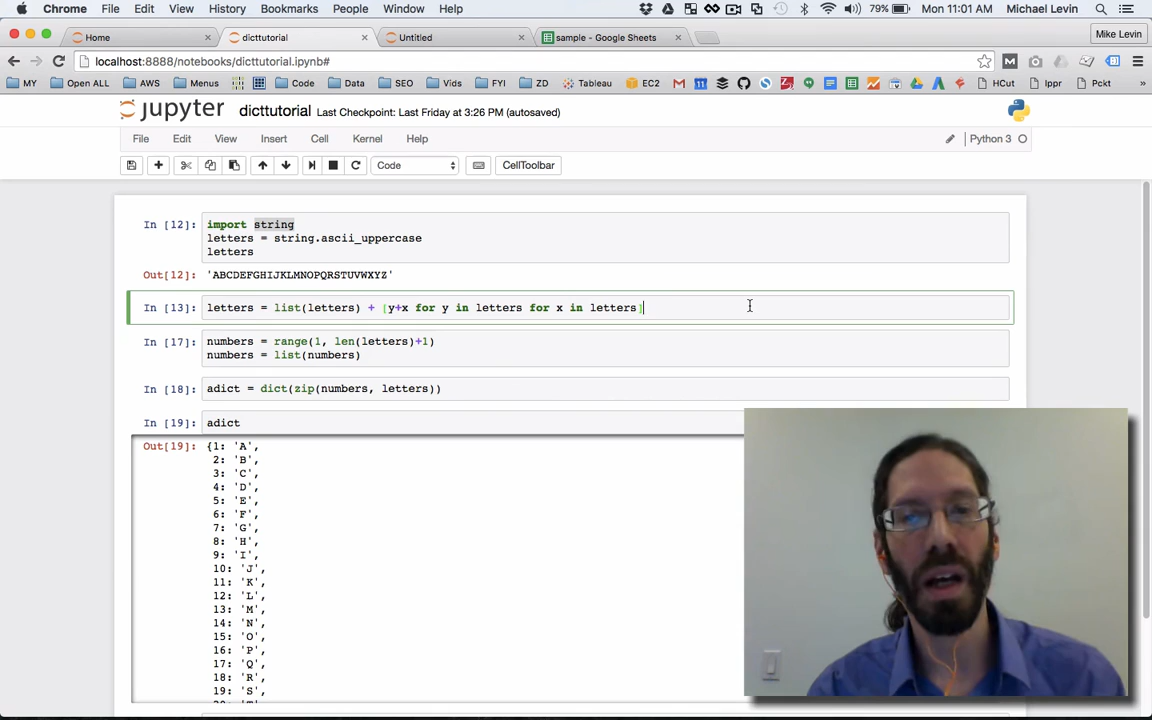 Chrome File Edit View History Bookmarks People Window Help 79% Mon 11:01 AM Michael Levin
Home dicttutorial Untitled sample - Google Sheets Mike Levin
localhost:8888/notebooks/dicttutorial.ipynb#
MY Open ALL AWS Menus Code Data SEO Vids FYI ZD Tableau EC2 HCut Ippr Pckt »
jupyter dicttutorial Last Checkpoint: Last Friday at 3:26 PM (autosaved)
File Edit View Insert Cell Kernel Help Python 3
Code CellToolbar
In [12]: import string
letters = string.ascii_uppercase
letters
Out[12]: 'ABCDEFGHIJKLMNOPQRSTUVWXYZ'
In [13]: letters = list(letters) + [y+x for y in letters for x in letters]
In [17]: numbers = range(1, len(letters)+1)
numbers = list(numbers)
In [18]: adict = dict(zip(numbers, letters))
In [19]: adict
Out[19]: {1: 'A',
2: 'B',
3: 'C',
4: 'D',
5: 'E',
6: 'F',
7: 'G',
8: 'H',
9: 'I',
10: 'J',
11: 'K',
12: 'L',
13: 'M',
14: 'N',
15: 'O',
16: 'P',
17: 'Q',
18: 'R',
19: 'S',